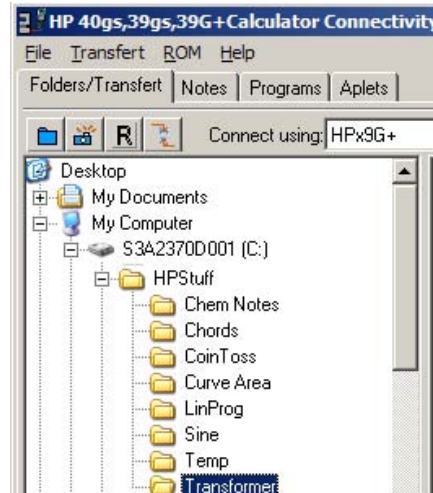 HP 40gs,39gs,39G+Calculator Connectivity
File Transfert ROM Help
Folders/Transfert Notes Programs Aplets
R Connect using: HPx9G+
Desktop
My Documents
My Computer
S3A2370D001 (C:)
HPStuff
Chem Notes
Chords
CoinToss
Curve Area
LinProg
Sine
Temp
Transformer